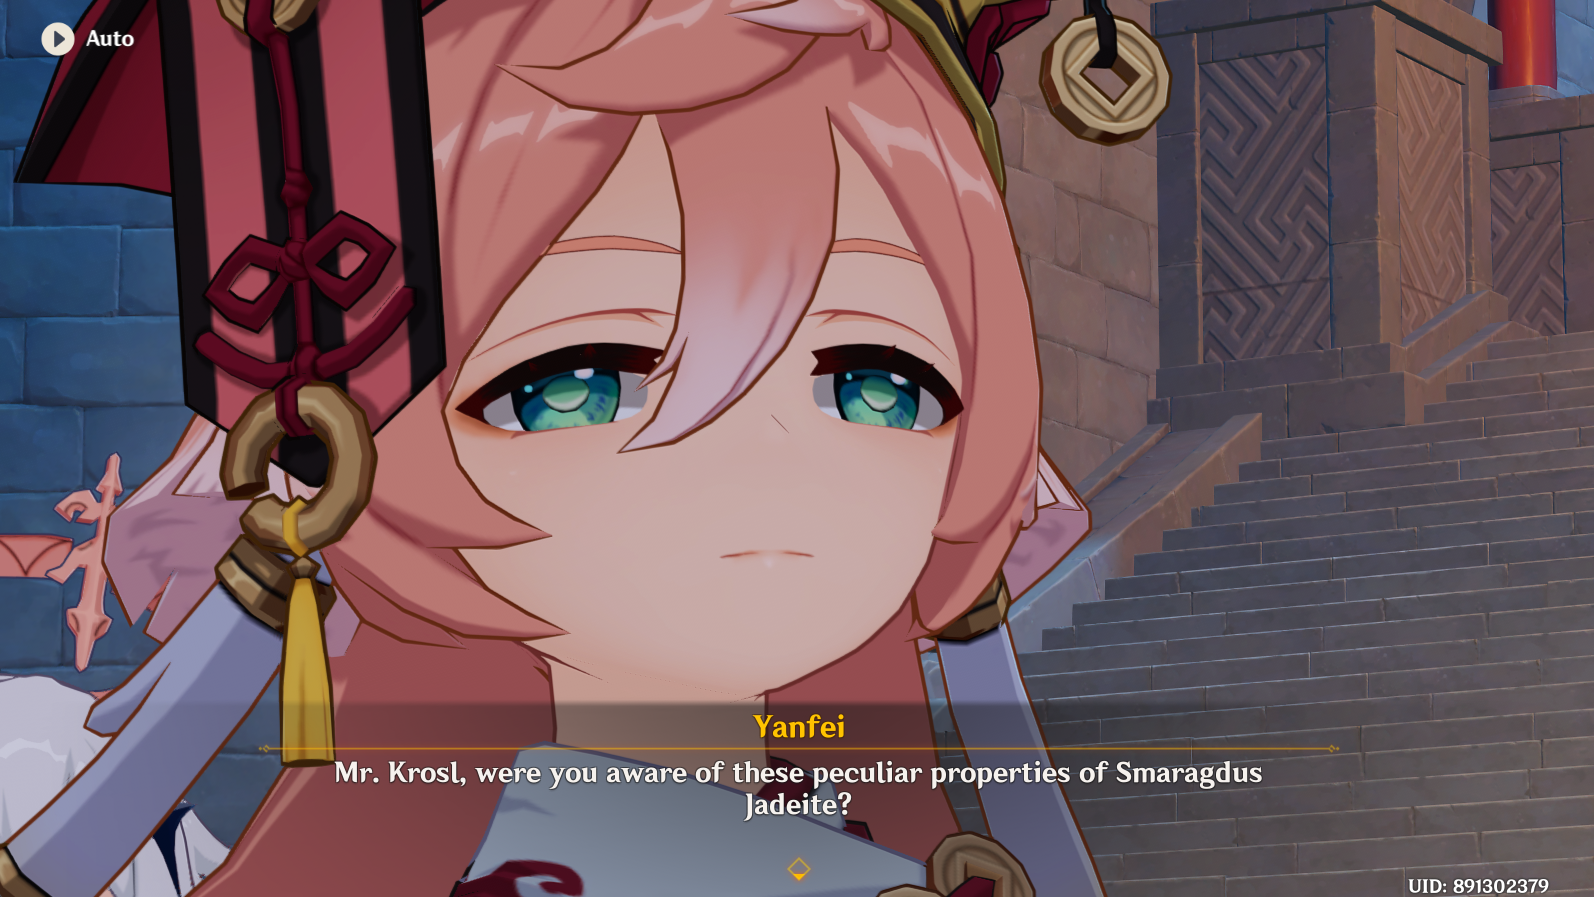 Auto
Yanfei
Mr. Krosl, were you aware of these peculiar properties of Smaragdus
Jadeite?
UID: 891302379